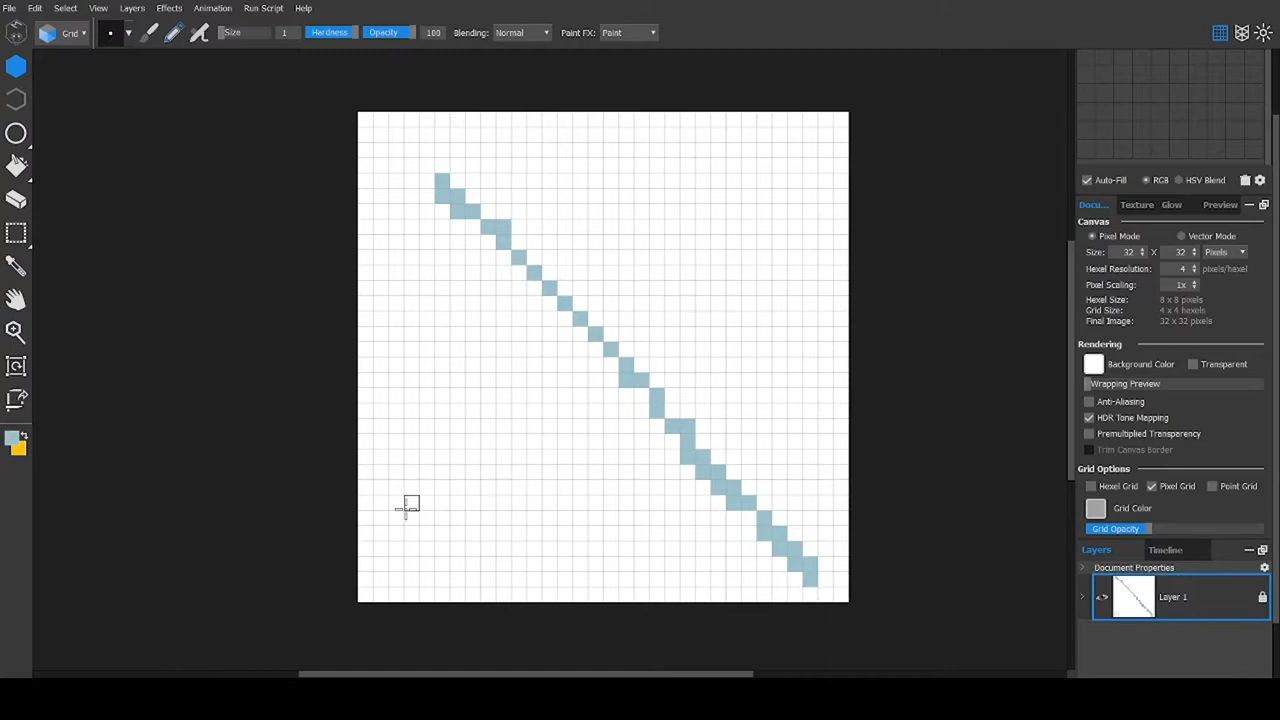 File Edit Select View Layers Effects Animation Run Script Help
Grid Size 1 Hardness Opacity 100 Blending: Normal Paint FX: Paint
Auto-Fill RGB HSV Blend
Docu... Texture Glow Preview
Canvas
Pixel Mode Vector Mode
Size: 32 X 32 Pixels
Hexel Resolution: 4 pixels/hexel
Pixel Scaling: 1x
Hexel Size: 8 x 8 pixels
Grid Size: 4 x 4 hexels
Final Image: 32 x 32 pixels
Rendering
Background Color Transparent
Wrapping Preview
Anti-Aliasing
HDR Tone Mapping
Premultiplied Transparency
Trim Canvas Border
Grid Options
Hexel Grid Pixel Grid Point Grid
Grid Color
Grid Opacity
Layers Timeline
Document Properties
Layer 1